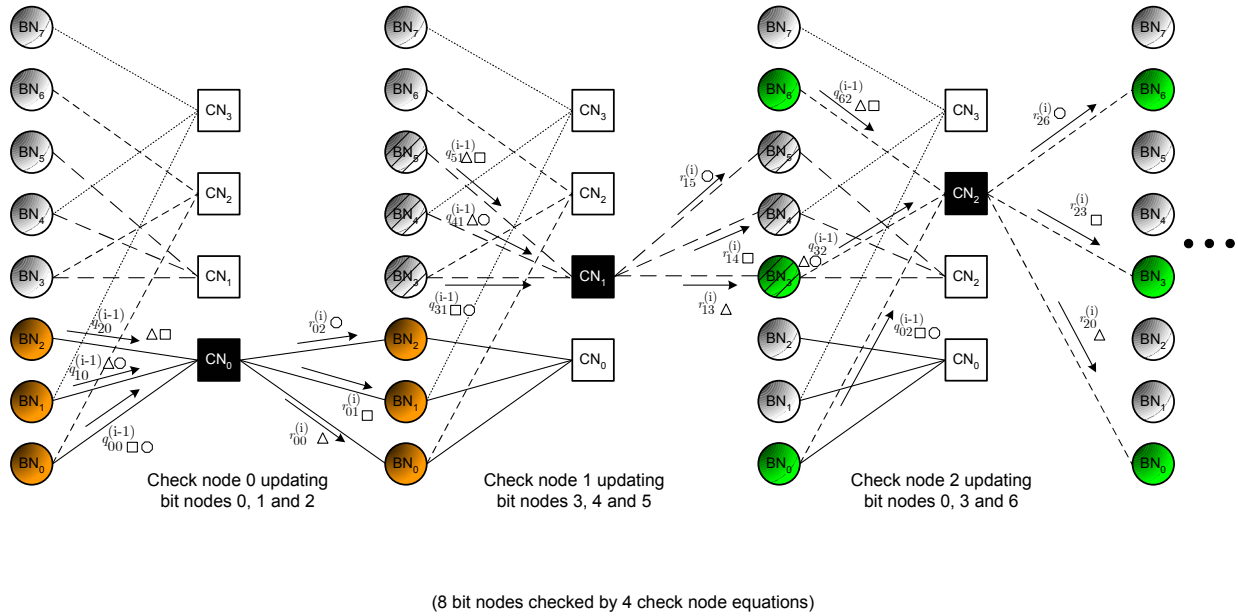 BN₇
BN₆
BN₅
BN₄
BN₃
BN₂
BN₁
BN₀
CN₃
CN₂
CN₁
CN₀
q₂₀⁽ⁱ⁻¹⁾ △□
q₁₀⁽ⁱ⁻¹⁾ △○
q₀₀⁽ⁱ⁻¹⁾ □○
r₀₂⁽ⁱ⁾ ○
r₀₁⁽ⁱ⁾ □
r₀₀⁽ⁱ⁾ △
Check node 0 updating
bit nodes 0, 1 and 2
BN₇
BN₆
BN₅
BN₄
BN₃
BN₂
BN₁
BN₀
CN₃
CN₂
CN₁
CN₀
q₅₁⁽ⁱ⁻¹⁾ △□
q₄₁⁽ⁱ⁻¹⁾ △○
q₃₁⁽ⁱ⁻¹⁾ □○
r₁₅⁽ⁱ⁾ ○
r₁₄⁽ⁱ⁾ □
r₁₃⁽ⁱ⁾ △
Check node 1 updating
bit nodes 3, 4 and 5
BN₇
BN₆
BN₅
BN₄
BN₃
BN₂
BN₁
BN₀
CN₃
CN₂
CN₂
CN₀
q₆₂⁽ⁱ⁻¹⁾ △□
q₃₂⁽ⁱ⁻¹⁾ △○
q₀₂⁽ⁱ⁻¹⁾ □○
r₂₆⁽ⁱ⁾ ○
r₂₃⁽ⁱ⁾ □
r₂₀⁽ⁱ⁾ △
Check node 2 updating
bit nodes 0, 3 and 6
BN₇
BN₆
BN₅
BN₄
BN₃
BN₂
BN₁
BN₀
•••
(8 bit nodes checked by 4 check node equations)